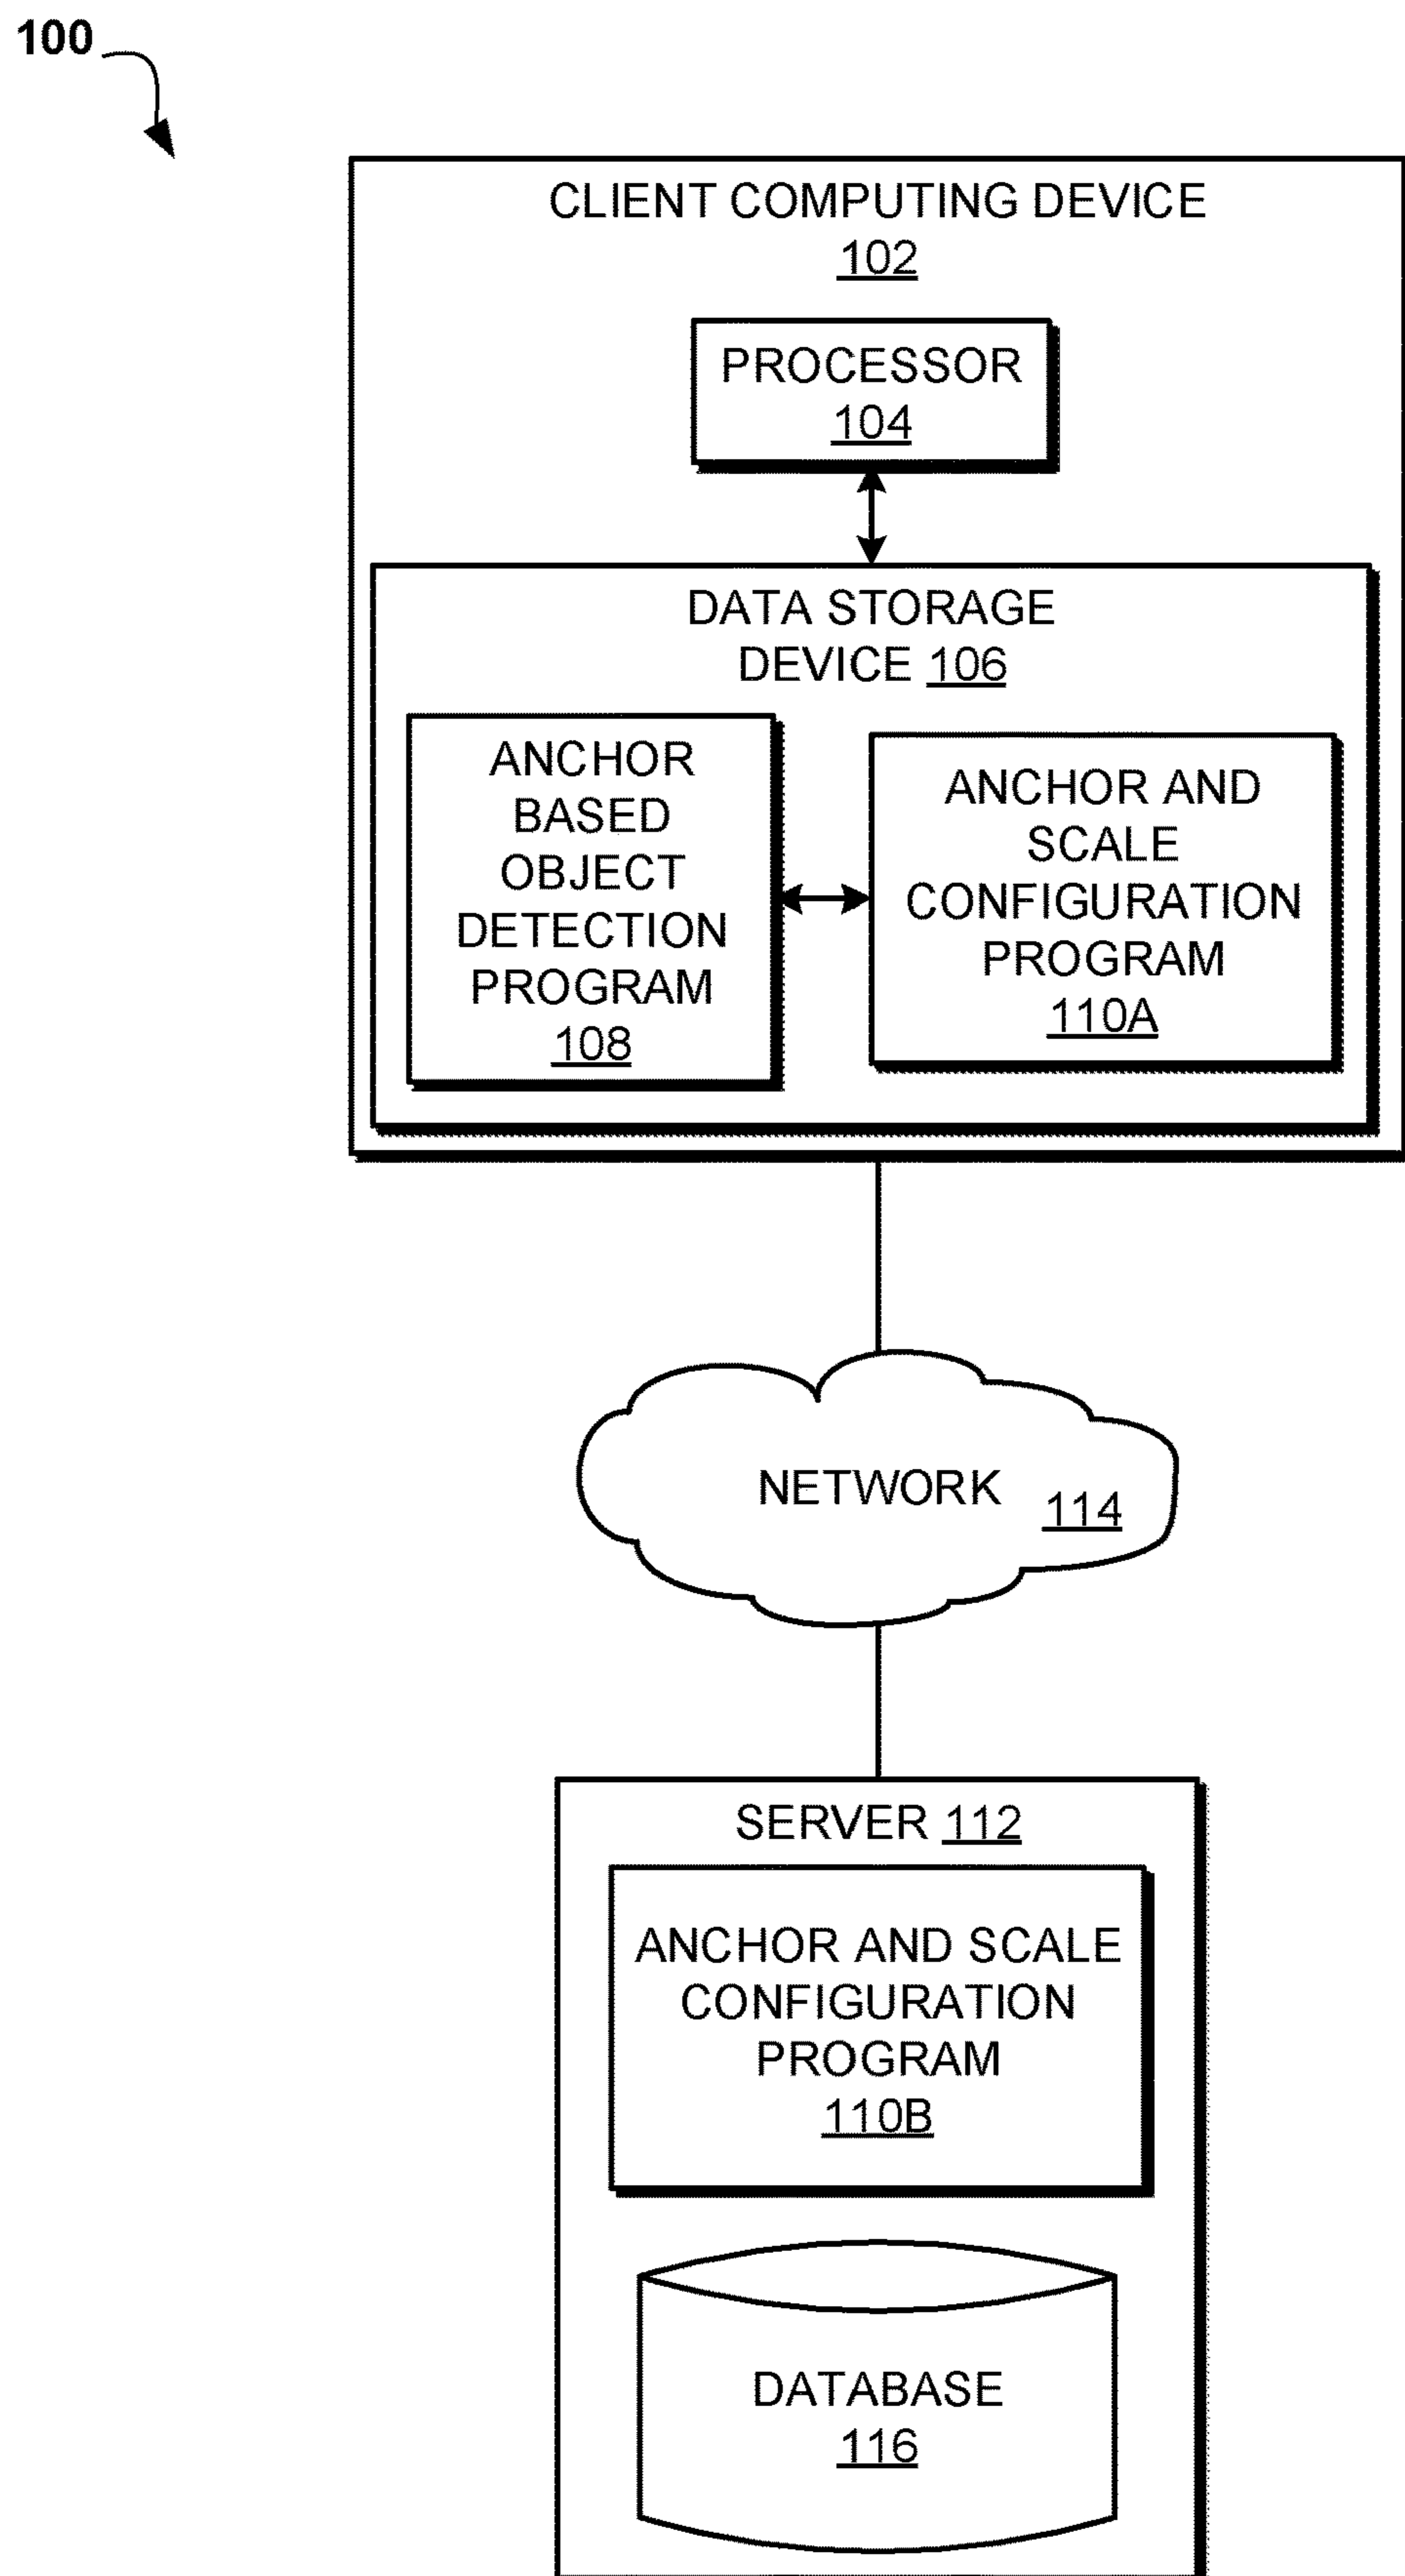 100
CLIENT COMPUTING DEVICE
102
PROCESSOR
104
DATA STORAGE
DEVICE 106
ANCHOR
BASED
OBJECT
DETECTION
PROGRAM
108
ANCHOR AND
SCALE
CONFIGURATION
PROGRAM
110A
NETWORK 114
SERVER 112
ANCHOR AND SCALE
CONFIGURATION
PROGRAM
110B
DATABASE
116